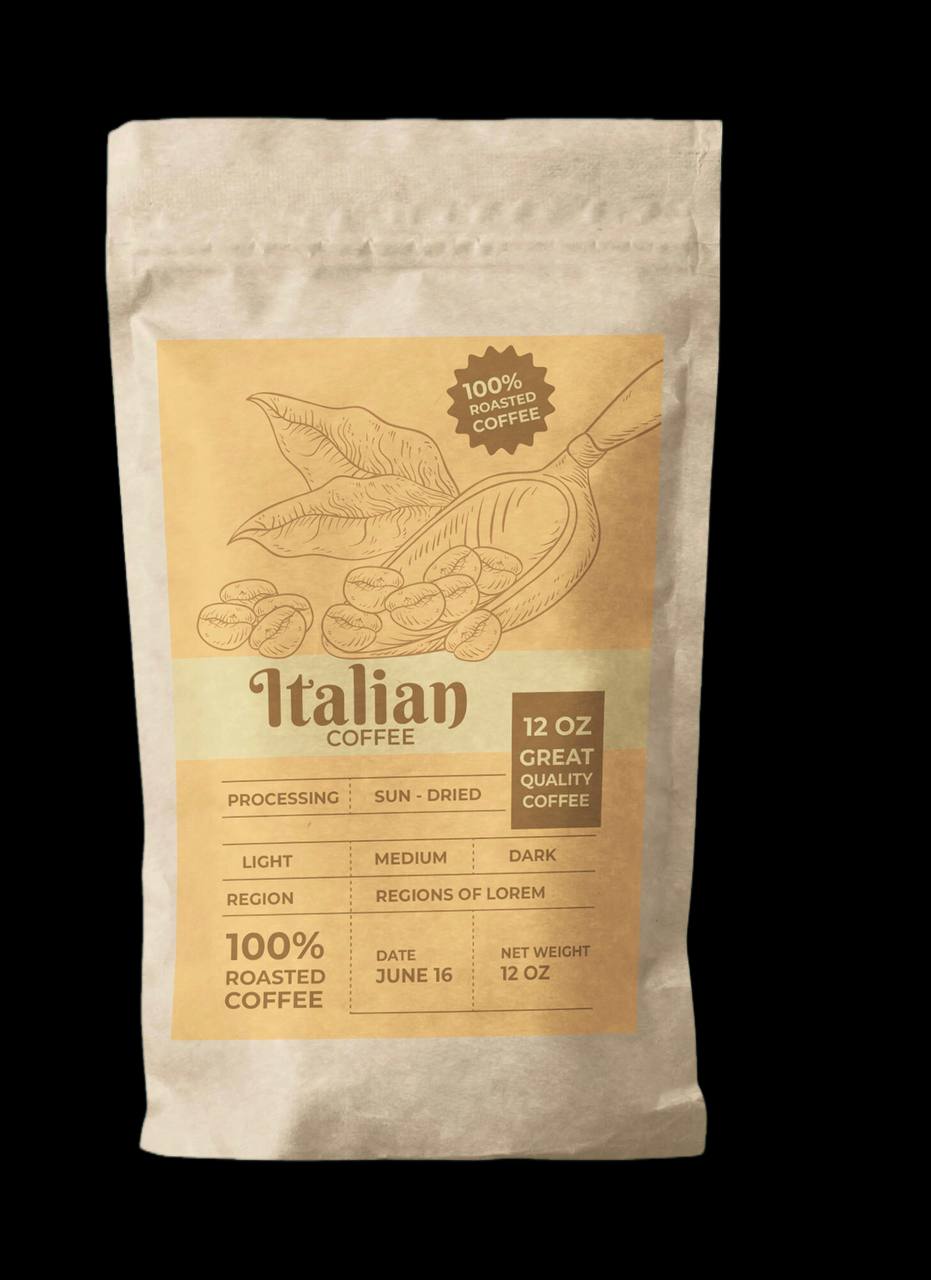 100%
ROASTED
COFFEE
Italian
COFFEE
12 OZ
GREAT
QUALITY
COFFEE
PROCESSING SUN - DRIED
LIGHT MEDIUM DARK
REGION REGIONS OF LOREM
100%
ROASTED
COFFEE
DATE
JUNE 16
NET WEIGHT
12 OZ